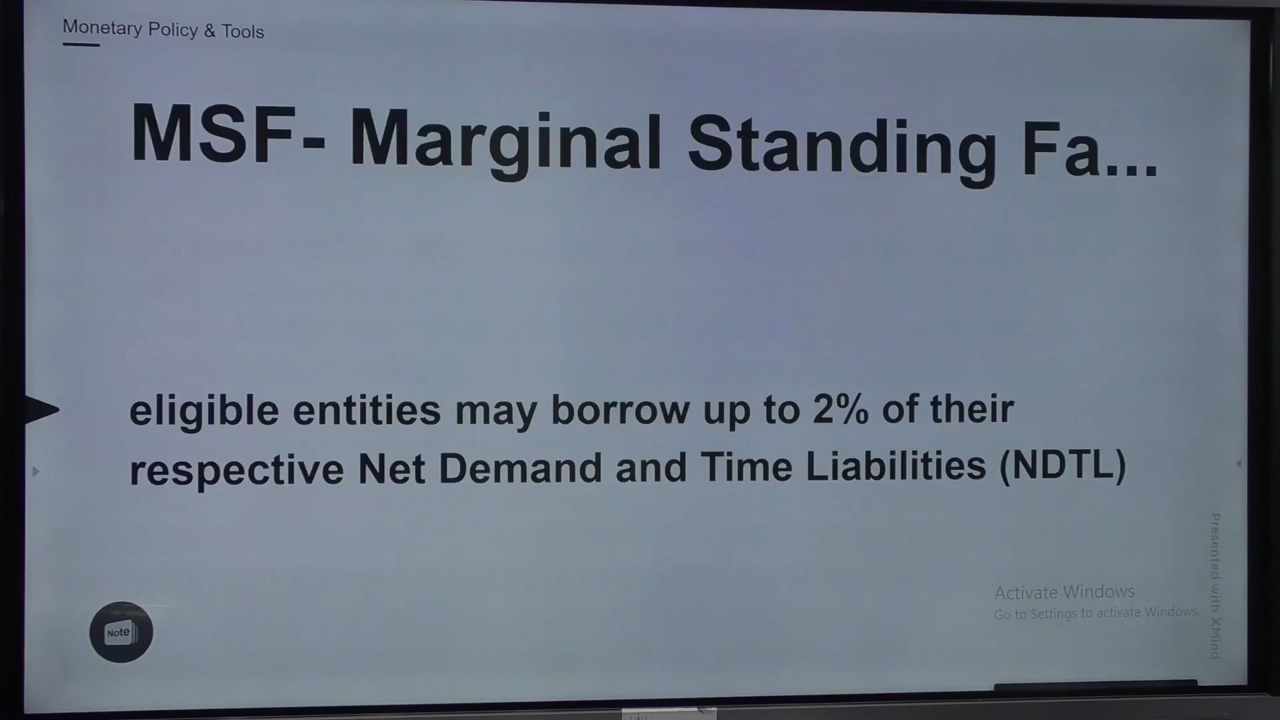 Monetary Policy & Tools
MSF- Marginal Standing Fa...
eligible entities may borrow up to 2% of their
respective Net Demand and Time Liabilities (NDTL)
Note
Activate Windows
Go to Settings to activate Windows.
Presented with XMind